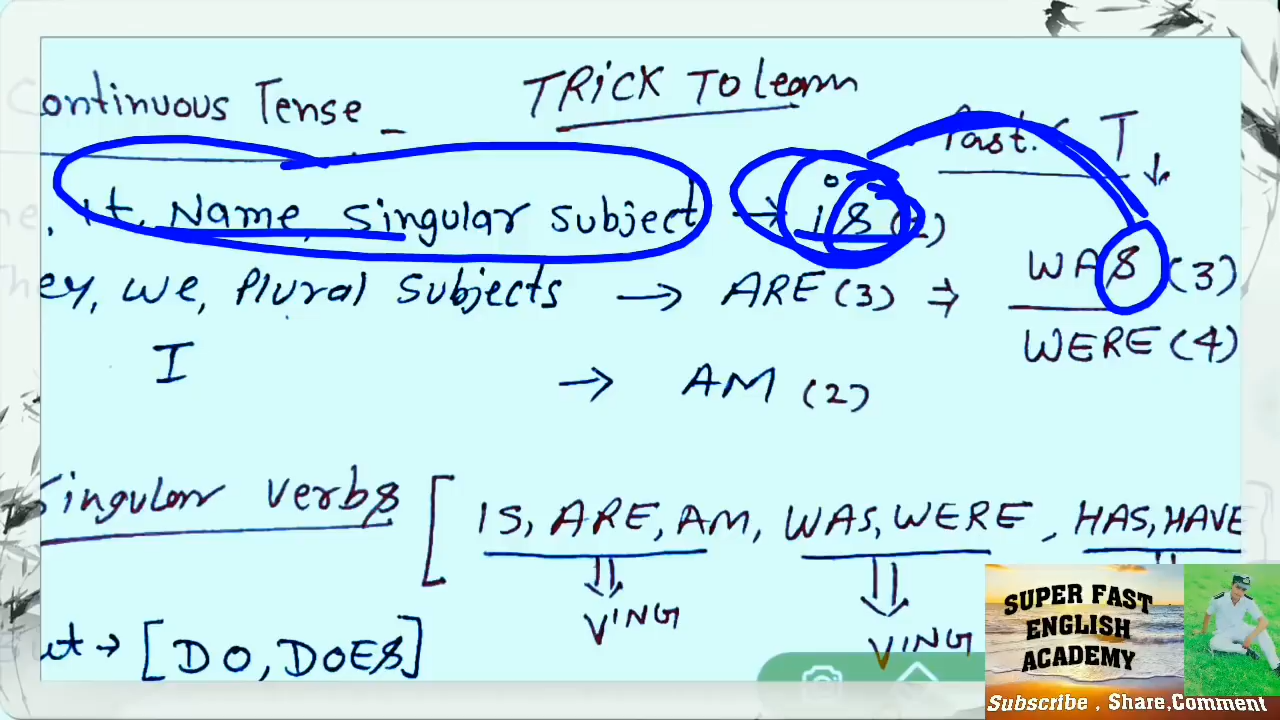 ontinuous Tense _ TRICK TO learn
Past. T ↓
, It, Name, Singular Subject → is (2)
WAS (3)
ey, We, Plural Subjects → ARE (3) ⇒
WERE (4)
I → AM (2)
Singular Verbs [ IS, ARE, AM, WAS, WERE, HAS, HAVE
VING
VING
→ [DO, DOES]
SUPER FAST
ENGLISH
ACADEMY
Subscribe , Share,Comment